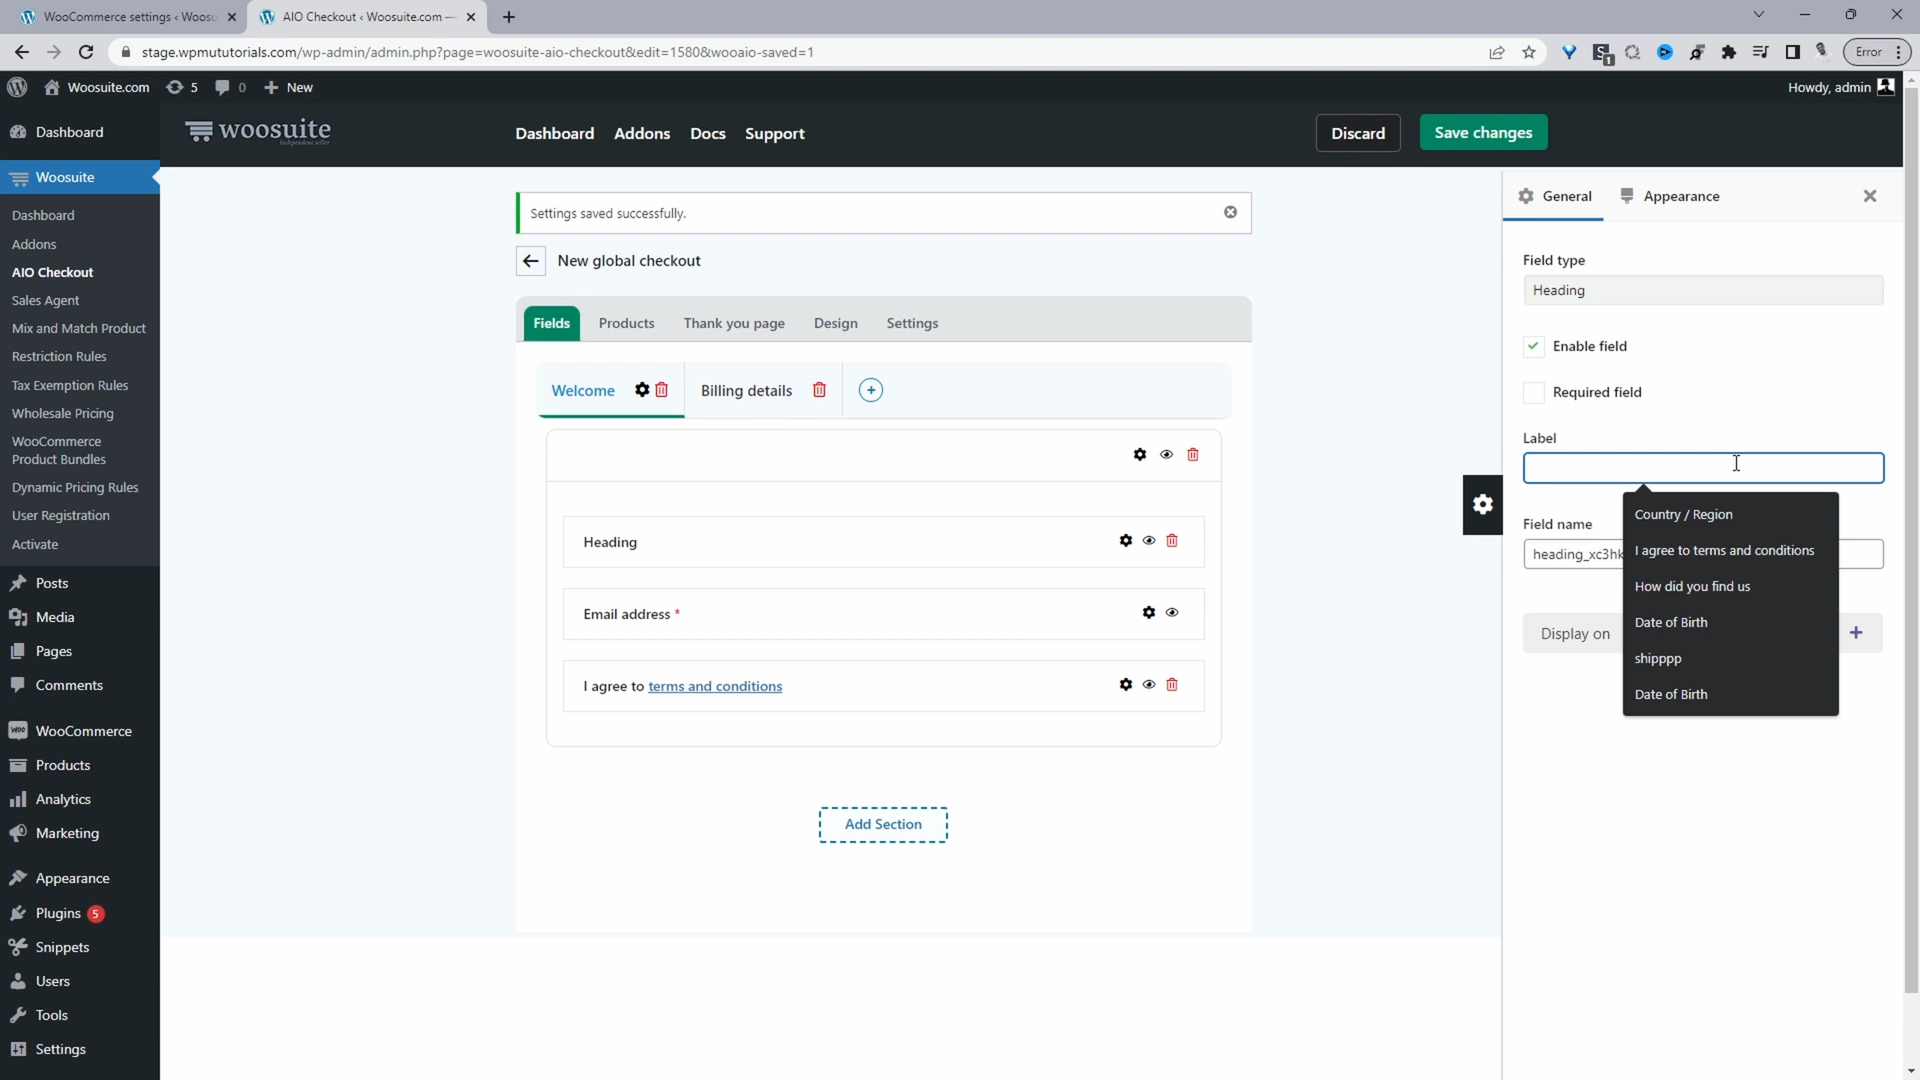 WooCommerce settings ‹ Woosu
AIO Checkout ‹ Woosuite.com —
stage.wpmututorials.com/wp-admin/admin.php?page=woosuite-aio-checkout&edit=1580&wooaio-saved=1
Error
Woosuite.com
5
0
New
Howdy, admin
Dashboard
woosuite
Independent seller
Dashboard
Addons
Docs
Support
Discard
Save changes
Woosuite
Dashboard
Addons
AIO Checkout
Sales Agent
Mix and Match Product
Restriction Rules
Tax Exemption Rules
Wholesale Pricing
WooCommerce
Product Bundles
Dynamic Pricing Rules
User Registration
Activate
Posts
Media
Pages
Comments
WooCommerce
Products
Analytics
Marketing
Appearance
Plugins 5
Snippets
Users
Tools
Settings
Settings saved successfully.
New global checkout
Fields
Products
Thank you page
Design
Settings
Welcome
Billing details
Heading
Email address *
I agree to terms and conditions
Add Section
General
Appearance
Field type
Heading
Enable field
Required field
Label
Field name
heading_xc3hk
Display on
Country / Region
I agree to terms and conditions
How did you find us
Date of Birth
shipppp
Date of Birth